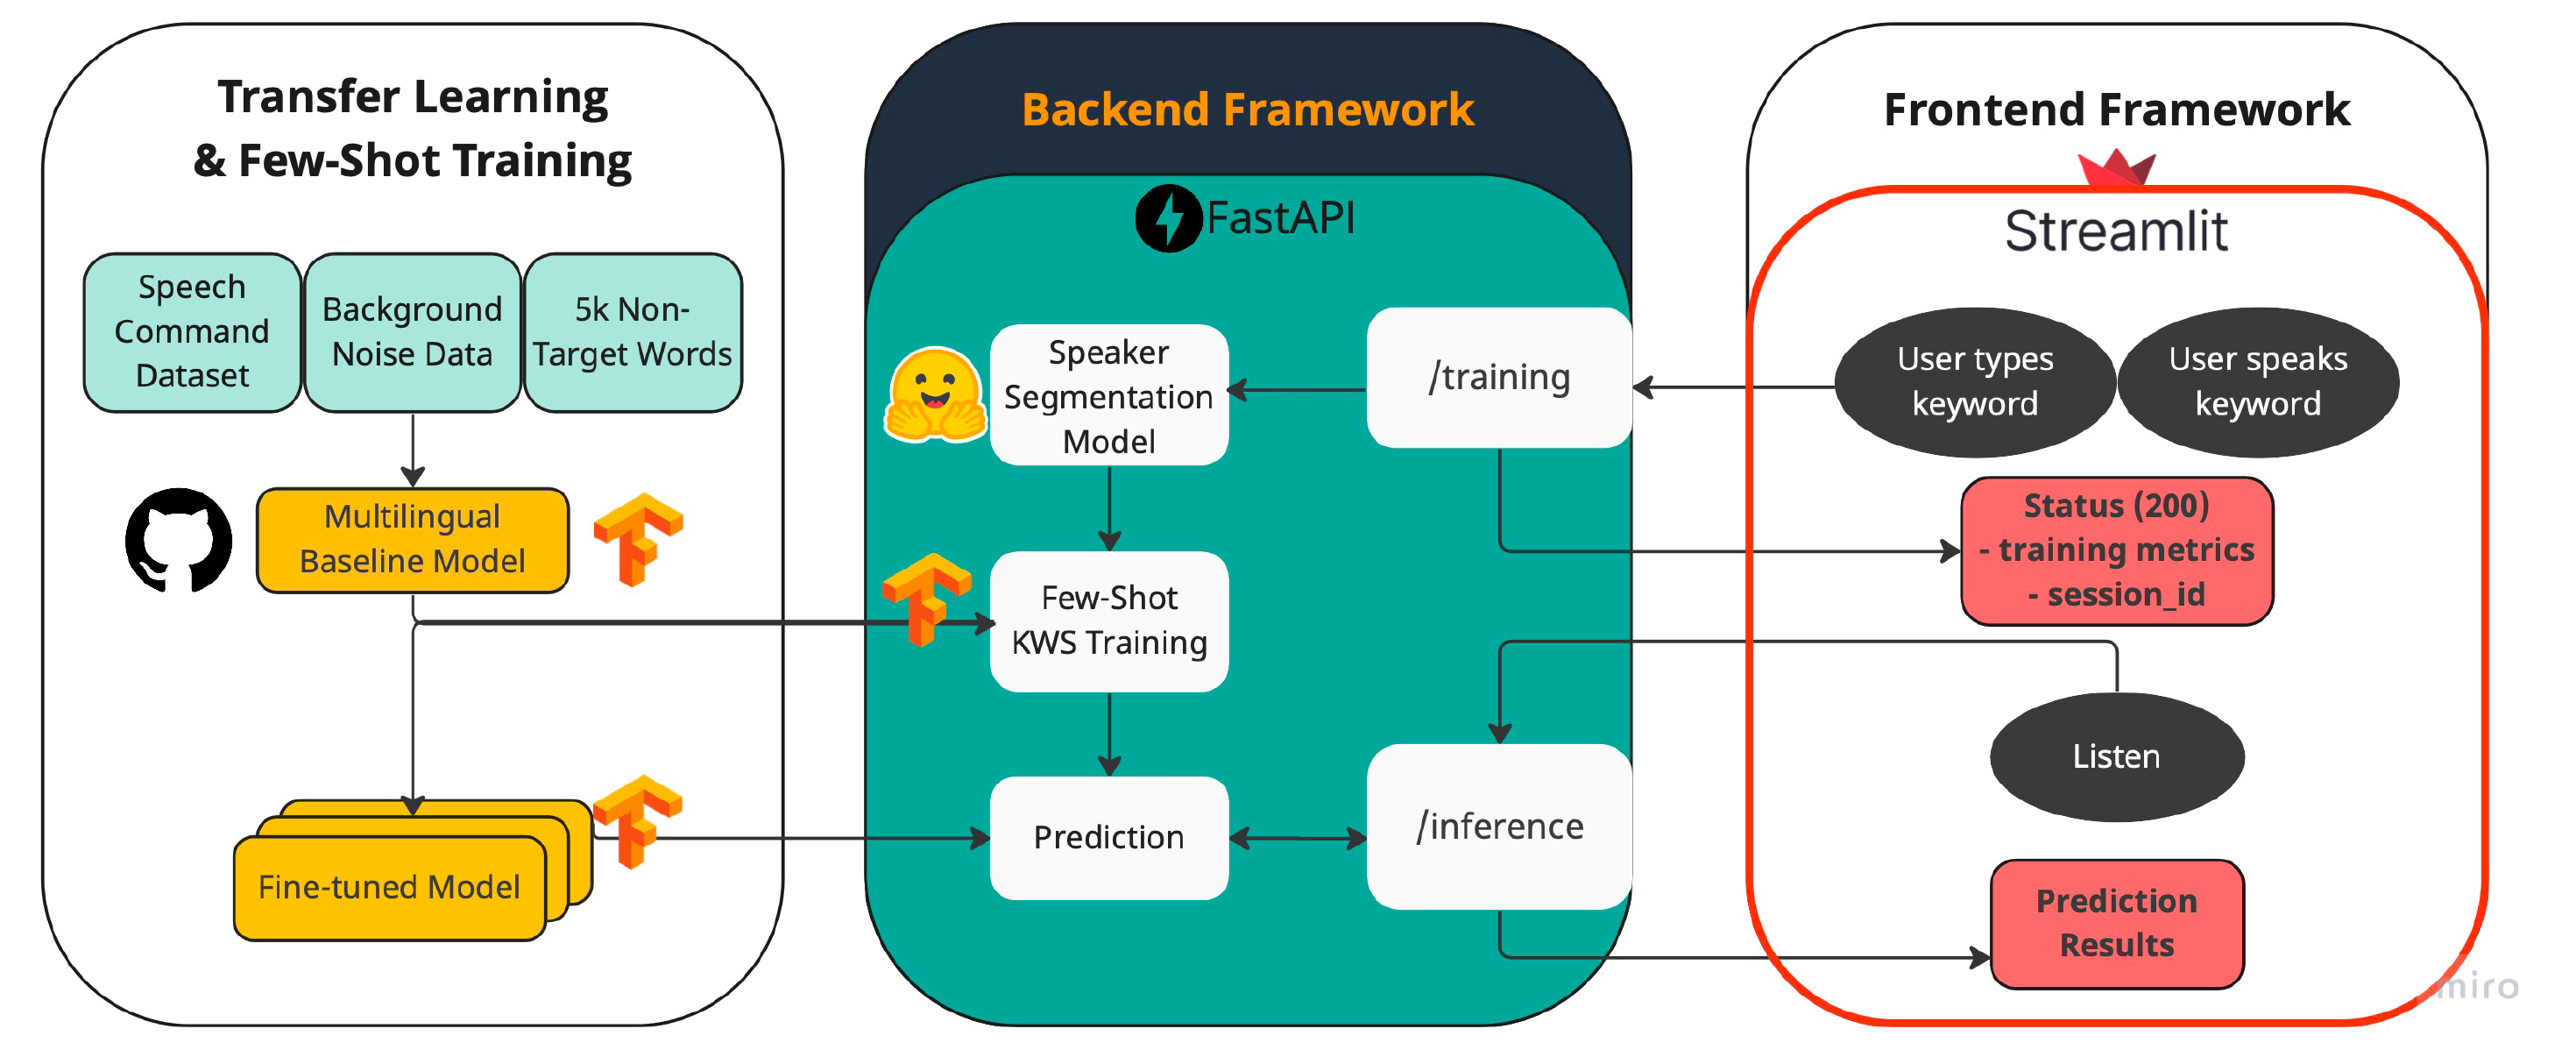 Transfer Learning
& Few-Shot Training
Speech
Command
Dataset
Background
Noise Data
5k Non-
Target Words
Multilingual
Baseline Model
Fine-tuned Model
Backend Framework
FastAPI
Speaker
Segmentation
Model
/training
Few-Shot
KWS Training
Prediction
/inference
Frontend Framework
Streamlit
User types
keyword
User speaks
keyword
Status (200)
- training metrics
- session_id
Listen
Prediction
Results
miro